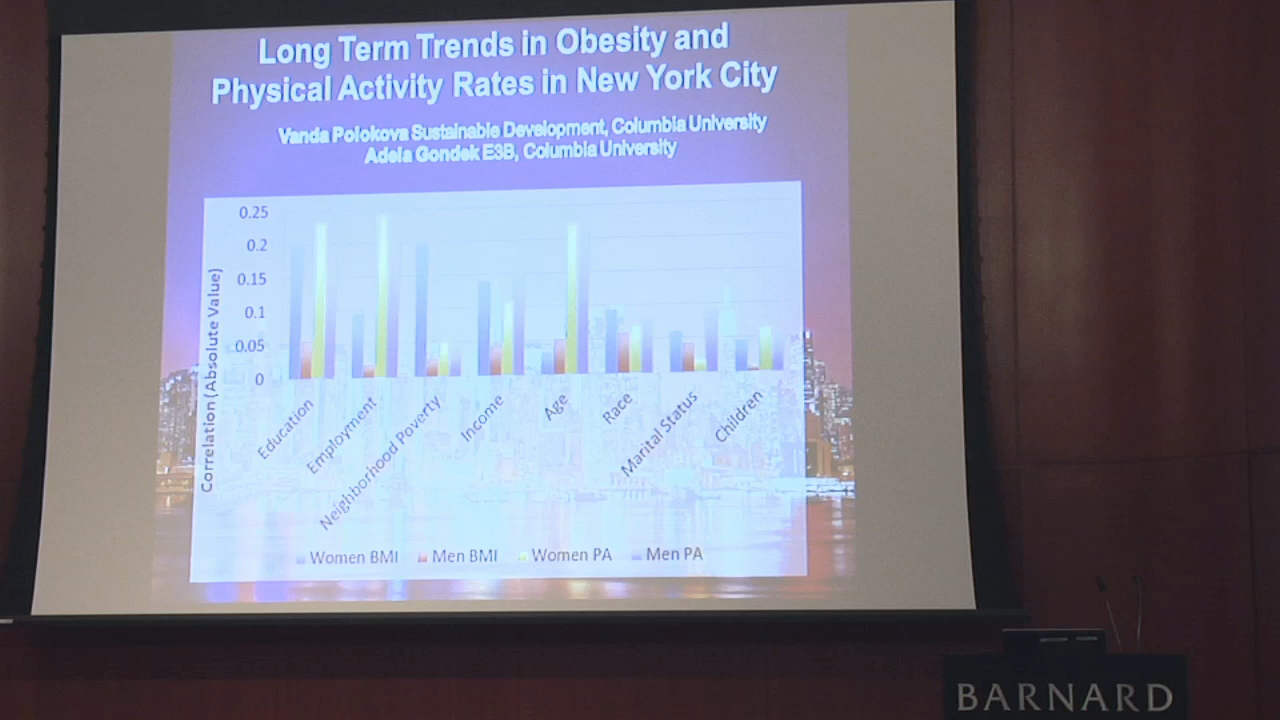 Long Term Trends in Obesity and
Physical Activity Rates in New York City
Vanda Polokova Sustainable Development, Columbia University
Adela Gondek E3B, Columbia University
Correlation (Absolute Value)
0.25
0.2
0.15
0.1
0.05
0
Education
Employment
Neighborhood Poverty
Income
Age
Race
Marital Status
Children
Women BMI
Men BMI
Women PA
Men PA
BARNARD